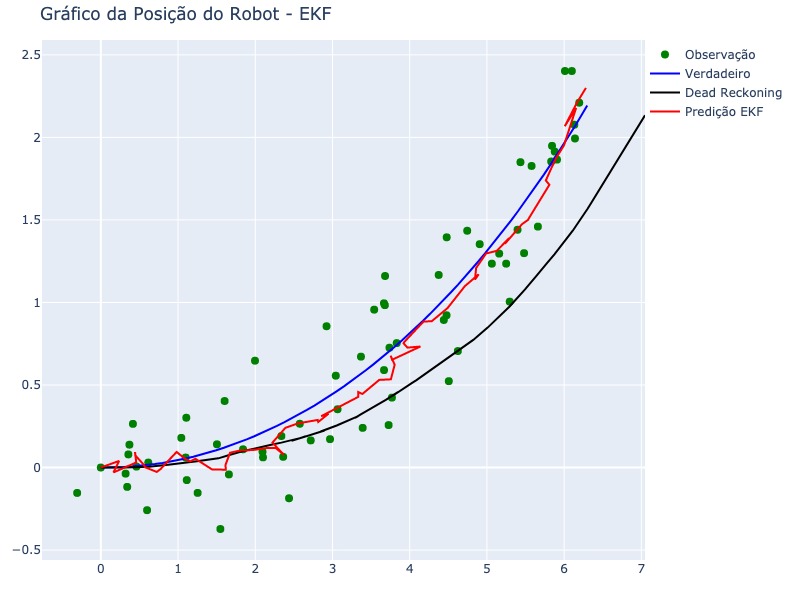 Gráfico da Posição do Robot - EKF
2.5
2
1.5
1
0.5
0
−0.5
0 1 2 3 4 5 6 7
Observação
Verdadeiro
Dead Reckoning
Predição EKF